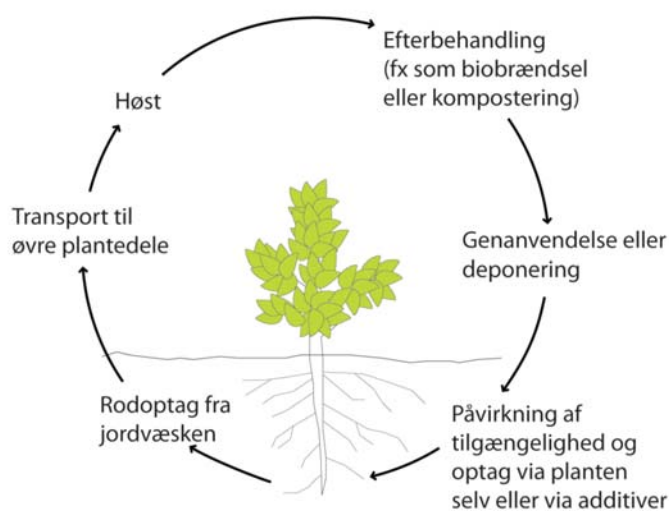 Efterbehandling
(fx som biobrændsel
eller kompostering)
Høst
Transport til
øvre plantedele
Genanvendelse eller
deponering
Rodoptag fra
jordvæsken
Påvirkning af
tilgængelighed og
optag via planten
selv eller via additiver